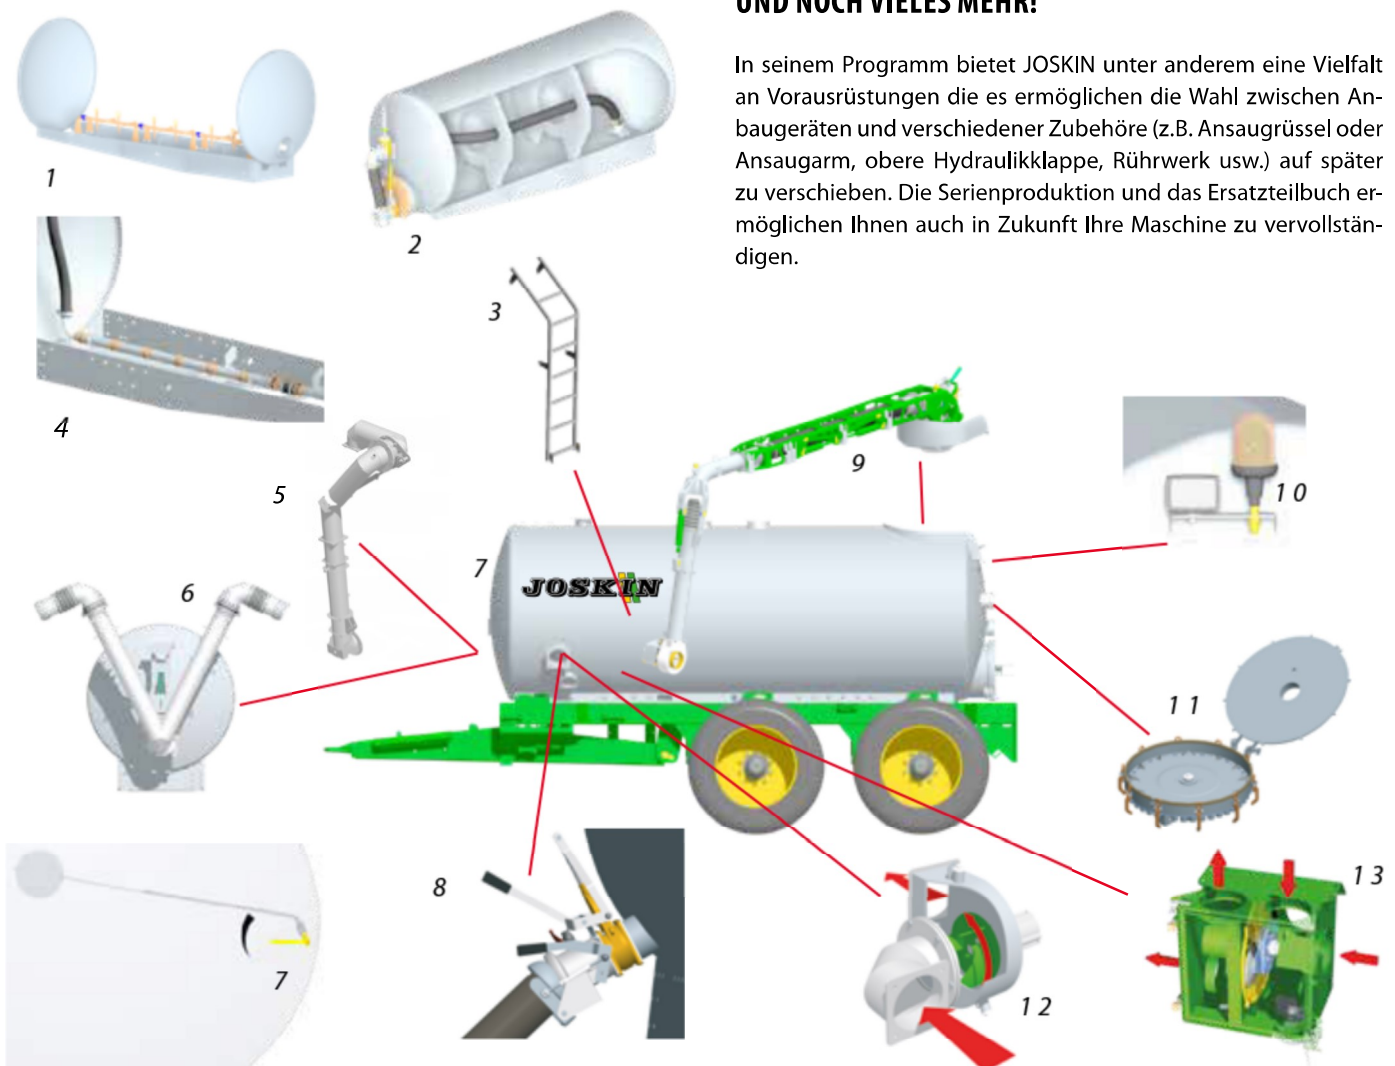 UND NOCH VIELES MEHR!
In seinem Programm bietet JOSKIN unter anderem eine Vielfalt
an Vorausrüstungen die es ermöglichen die Wahl zwischen An-
baugeräten und verschiedener Zubehöre (z.B. Ansaugrüssel oder
Ansaugarm, obere Hydraulikklappe, Rührwerk usw.) auf später
zu verschieben. Die Serienproduktion und das Ersatzteilbuch er-
möglichen Ihnen auch in Zukunft Ihre Maschine zu vervollstän-
digen.
1
2
3
4
5
6
7
JOSKIN
9
10
11
7
8
12
13